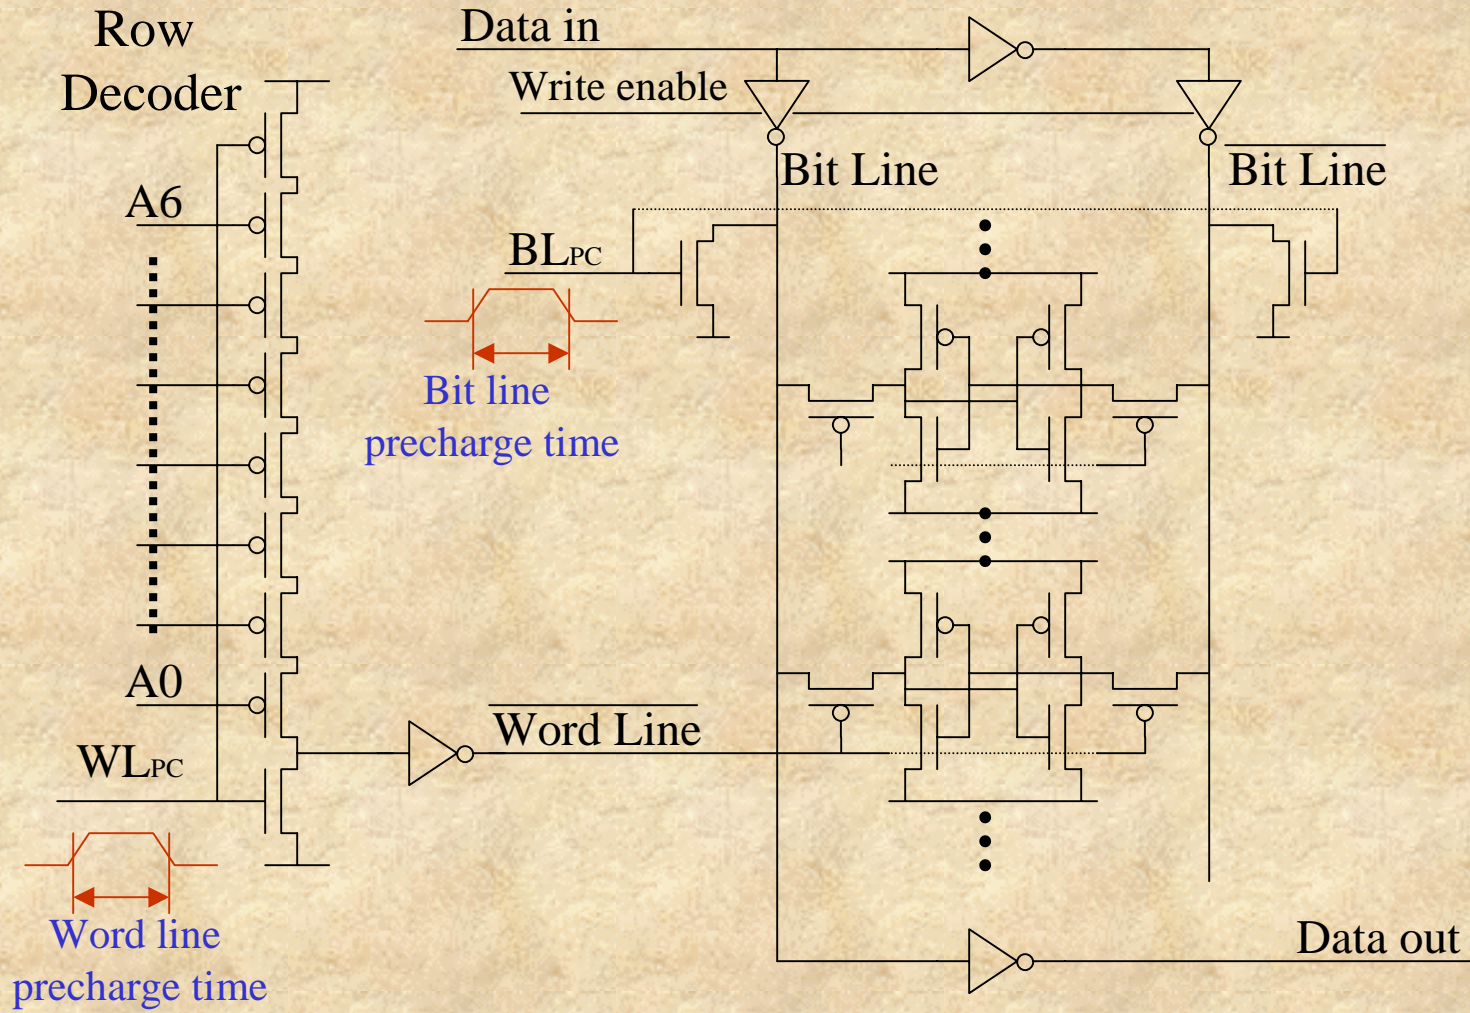 Row
Decoder
Data in
Write enable
Bit Line
Bit Line
A6
BLPC
Bit line
precharge time
A0
Word Line
WLPC
Word line
precharge time
Data out